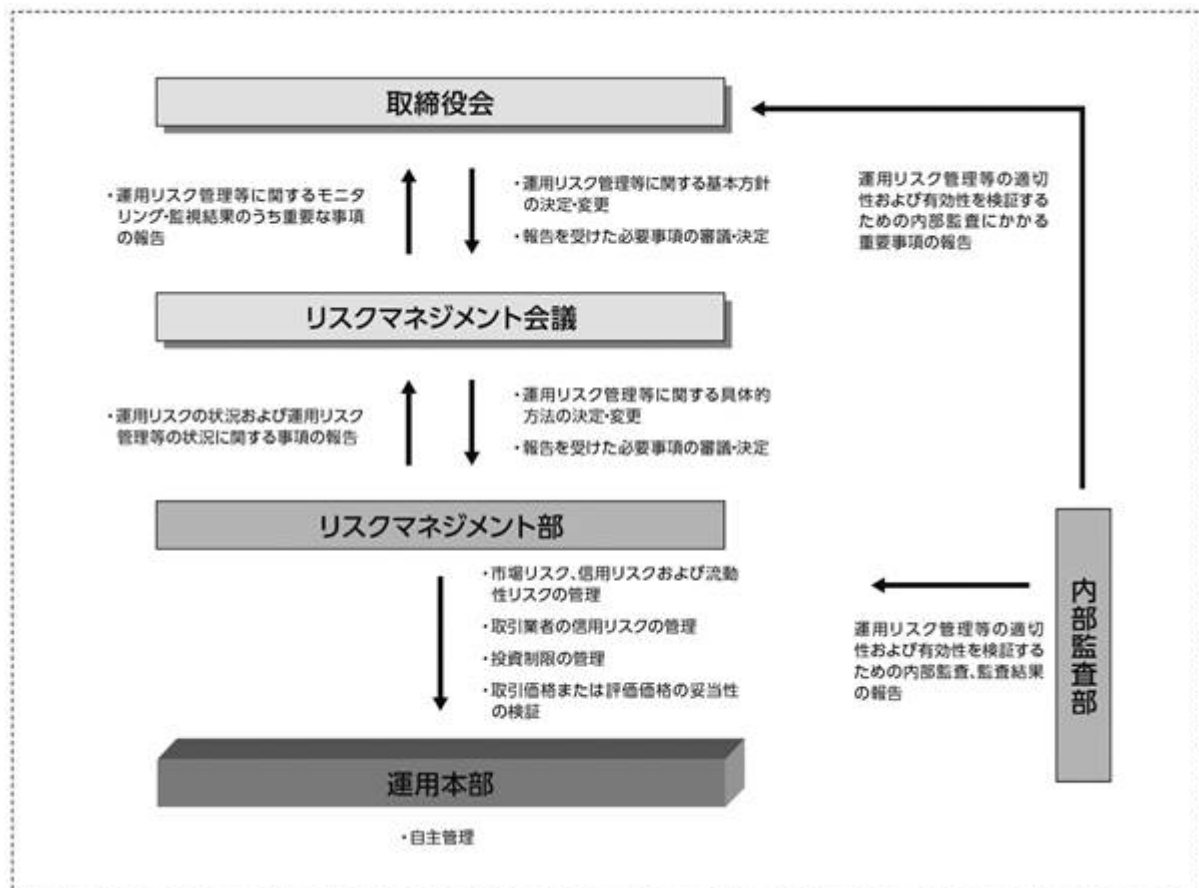 取締役会
・運用リスク管理等に関するモニタ
リング・監視結果のうち重要な事項
の報告
・運用リスク管理等に関する基本方針
の決定・変更
・報告を受けた必要事項の審議・決定
運用リスク管理等の適切
性および有効性を検証す
るための内部監査にかかる
重要事項の報告
リスクマネジメント会議
・運用リスクの状況および運用リスク
管理等の状況に関する事項の報告
・運用リスク管理等に関する具体的
方法の決定・変更
・報告を受けた必要事項の審議・決定
リスクマネジメント部
・市場リスク、信用リスクおよび流動
性リスクの管理
・取引業者の信用リスクの管理
・投資制限の管理
・取引価格または評価価格の妥当性
の検証
運用リスク管理等の適切
性および有効性を検証する
ための内部監査、監査結果
の報告
内部監査部
運用本部
・自主管理